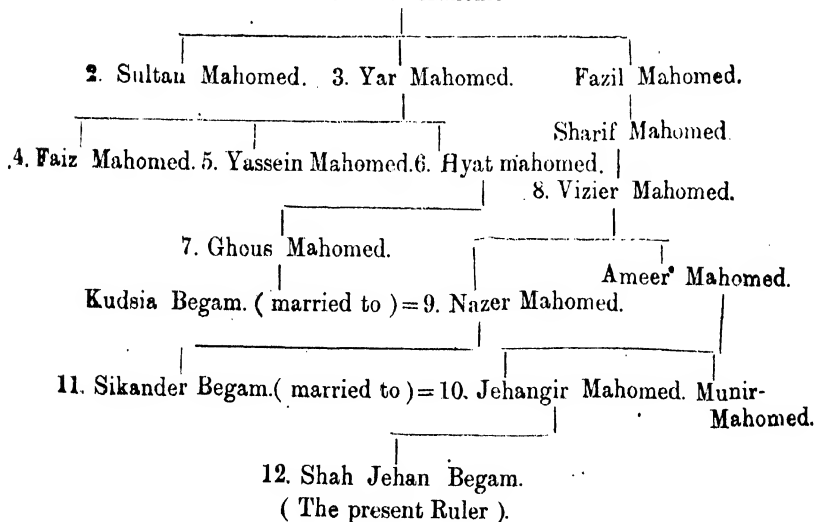 2. Sultan Mahomed. 3. Yar Mahomed. Fazil Mahomed.
Sharif Mahomed.
4. Faiz Mahomed. 5. Yassein Mahomed. 6. Hyat mahomed.
8. Vizier Mahomed.
7. Ghous Mahomed.
Ameer Mahomed.
Kudsia Begam. ( married to ) = 9. Nazer Mahomed.
11. Sikander Begam. ( married to ) = 10. Jehangir Mahomed. Munir-
Mahomed.
12. Shah Jehan Begam.
( The present Ruler ).